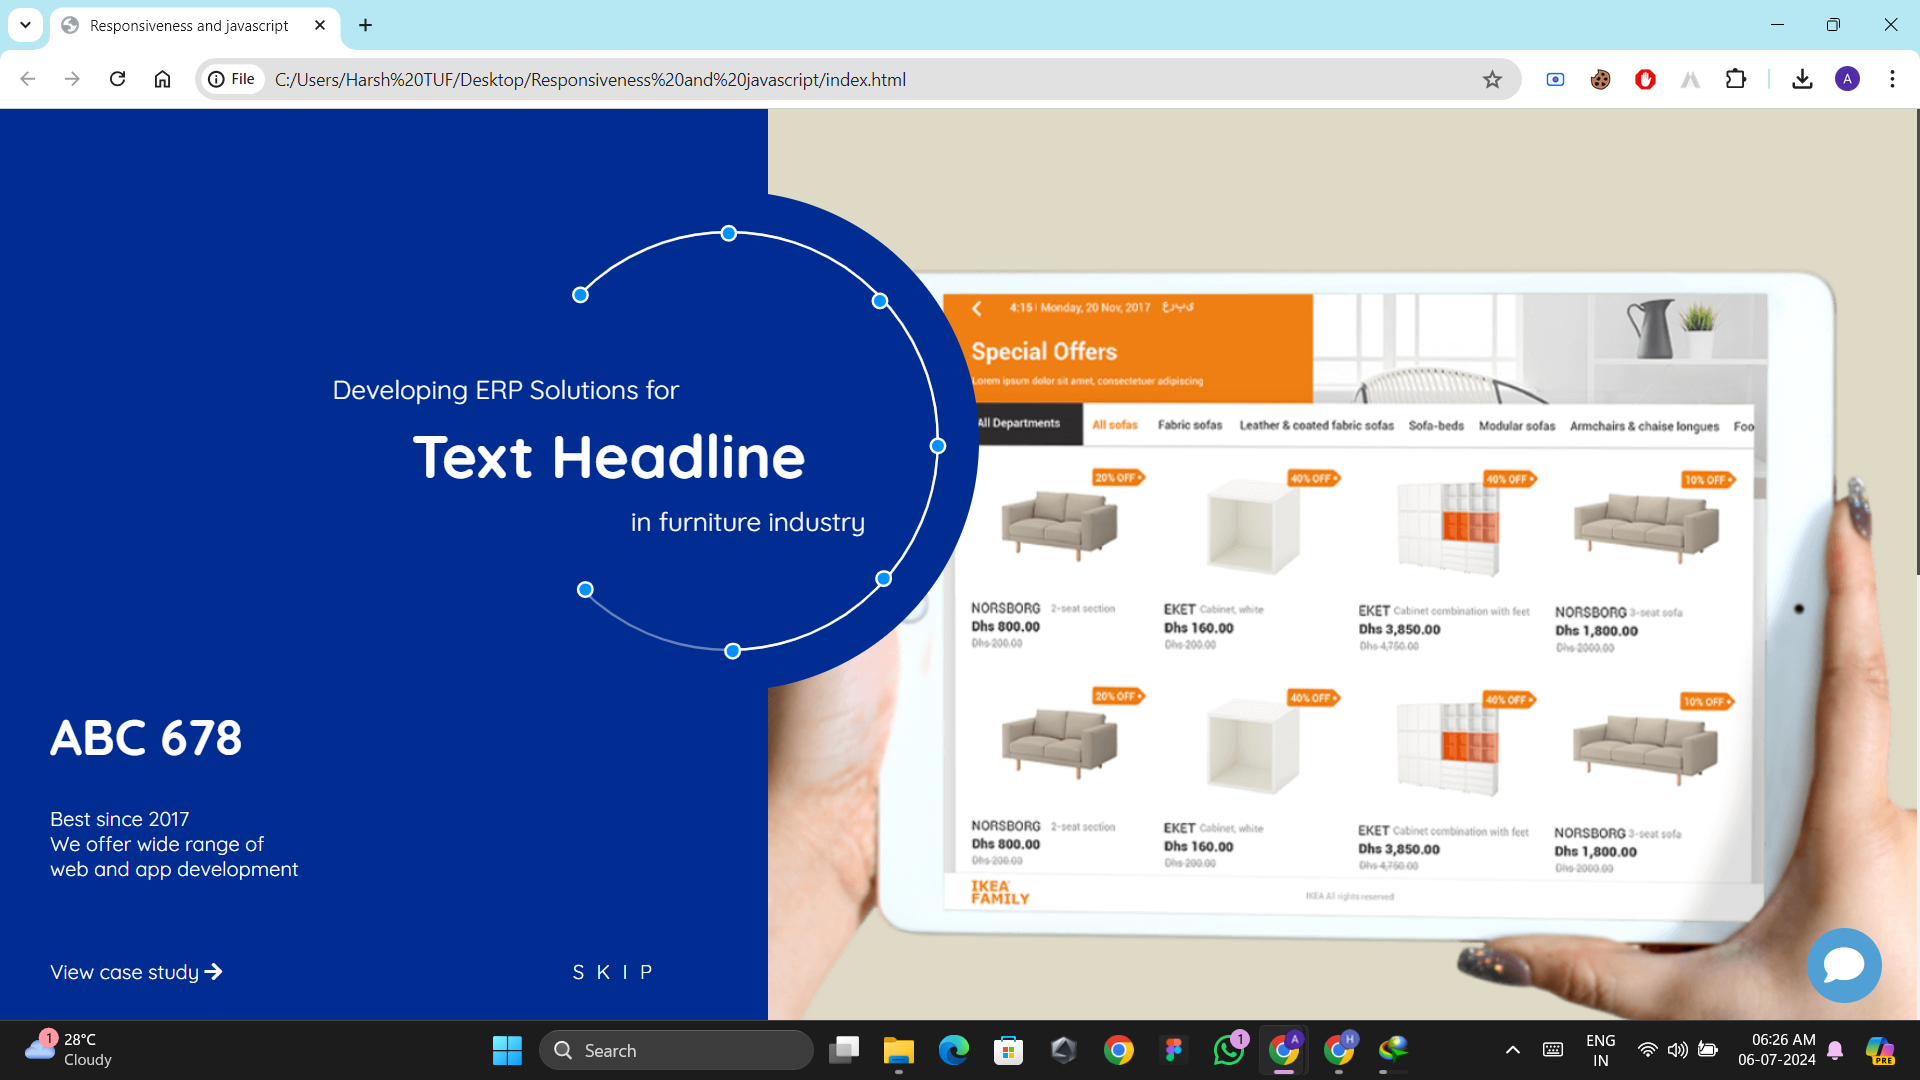 Responsiveness and javascript
File
C:/Users/Harsh%20TUF/Desktop/Responsiveness%20and%20javascript/index.html
A
Developing ERP Solutions for
Text Headline
in furniture industry
ABC 678
Best since 2017
We offer wide range of
web and app development
View case study
SKIP
4:15 | Monday, 20 Nov, 2017
Special Offers
Lorem ipsum dolor sit amet, consectetuer adipiscing
All Departments All sofas Fabric sofas Leather & coated fabric sofas Sofa-beds Modular sofas Armchairs & chaise longues Foo
20% OFF 40% OFF 40% OFF 10% OFF
NORSBORG 2-seat section EKET Cabinet, white EKET Cabinet combination with feet NORSBORG 3-seat sofa
Dhs 800.00 Dhs 160.00 Dhs 3,850.00 Dhs 1,800.00
Dhs 200.00 Dhs 200.00 Dhs 4,750.00 Dhs 2000.00
20% OFF 40% OFF 40% OFF 10% OFF
NORSBORG 2-seat section EKET Cabinet, white EKET Cabinet combination with feet NORSBORG 3-seat sofa
Dhs 800.00 Dhs 160.00 Dhs 3,850.00 Dhs 1,800.00
Dhs 200.00 Dhs 200.00 Dhs 4,750.00 Dhs 2000.00
IKEA
FAMILY
IKEA All rights reserved
1
28°C
Cloudy
Search
1
A
H
ENG
IN
06:26 AM
06-07-2024
PRE